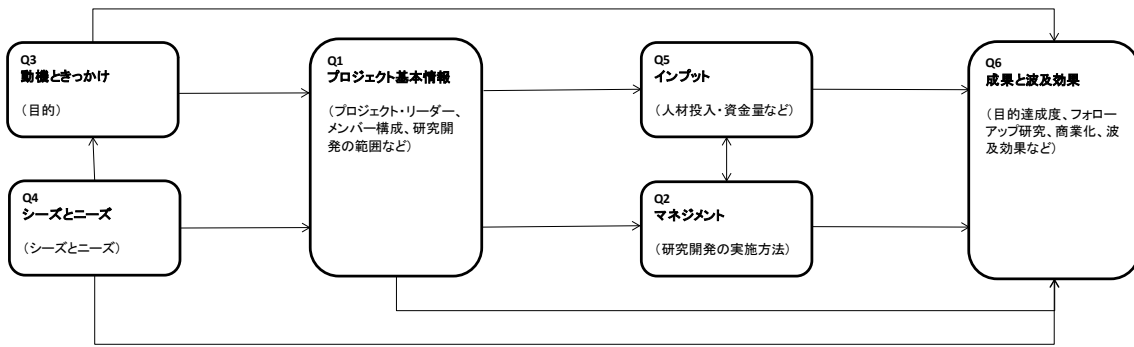 Q3
動機ときっかけ
（目的）
Q4
シーズとニーズ
（シーズとニーズ）
Q1
プロジェクト基本情報
（プロジェクト・リーダー、
メンバー構成、研究開
発の範囲など）
Q5
インプット
（人材投入・資金量など）
Q2
マネジメント
（研究開発の実施方法）
Q6
成果と波及効果
（目的達成度、フォロー
アップ研究、商業化、波
及効果など）